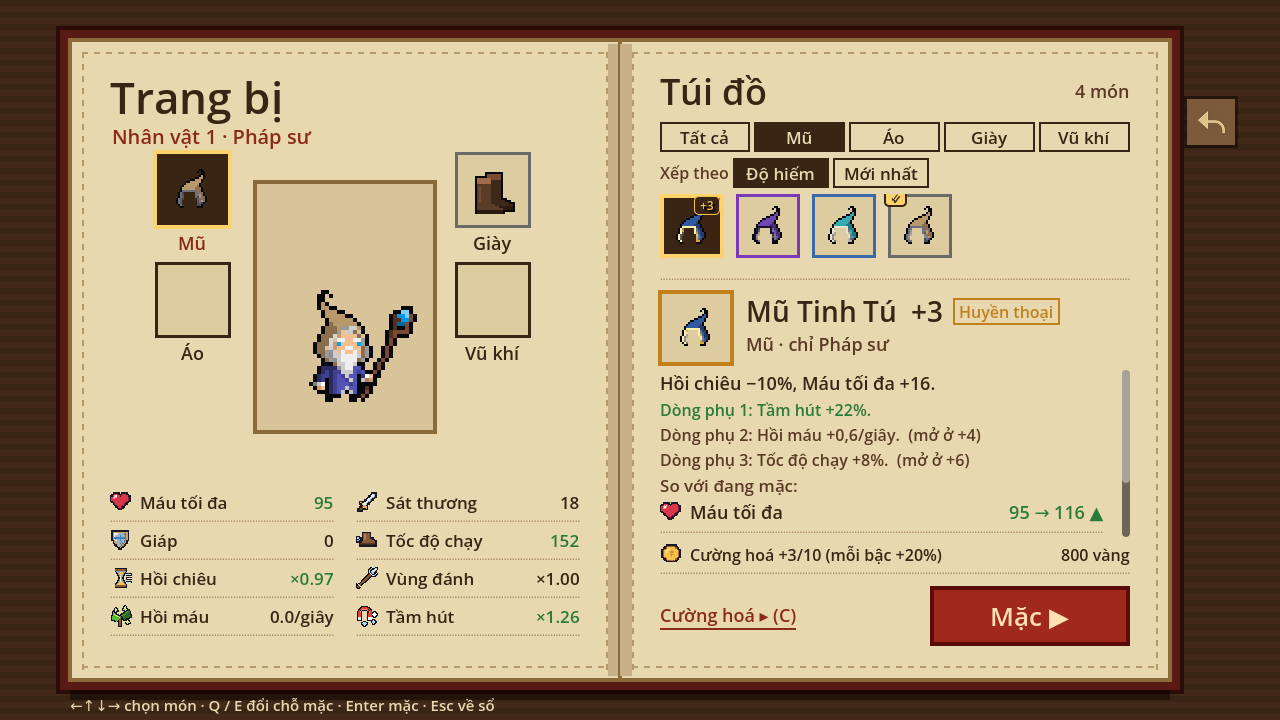 Trang bị
Nhân vật 1 · Pháp sư
Mũ
Giày
Áo
Vũ khí
Máu tối đa 95
Sát thương 18
Giáp 0
Tốc độ chạy 152
Hồi chiêu ×0.97
Vùng đánh ×1.00
Hồi máu 0.0/giây
Tầm hút ×1.26
Túi đồ
4 món
Tất cả
Mũ
Áo
Giày
Vũ khí
Xếp theo
Độ hiếm
Mới nhất
+3
Mũ Tinh Tú +3
Huyền thoại
Mũ · chỉ Pháp sư
Hồi chiêu −10%, Máu tối đa +16.
Dòng phụ 1: Tầm hút +22%.
Dòng phụ 2: Hồi máu +0,6/giây. (mở ở +4)
Dòng phụ 3: Tốc độ chạy +8%. (mở ở +6)
So với đang mặc:
Máu tối đa 95 → 116 ▲
Cường hoá +3/10 (mỗi bậc +20%) 800 vàng
Cường hoá ▸ (C)
Mặc ▶
←↑↓→ chọn món · Q / E đổi chỗ mặc · Enter mặc · Esc về sổ